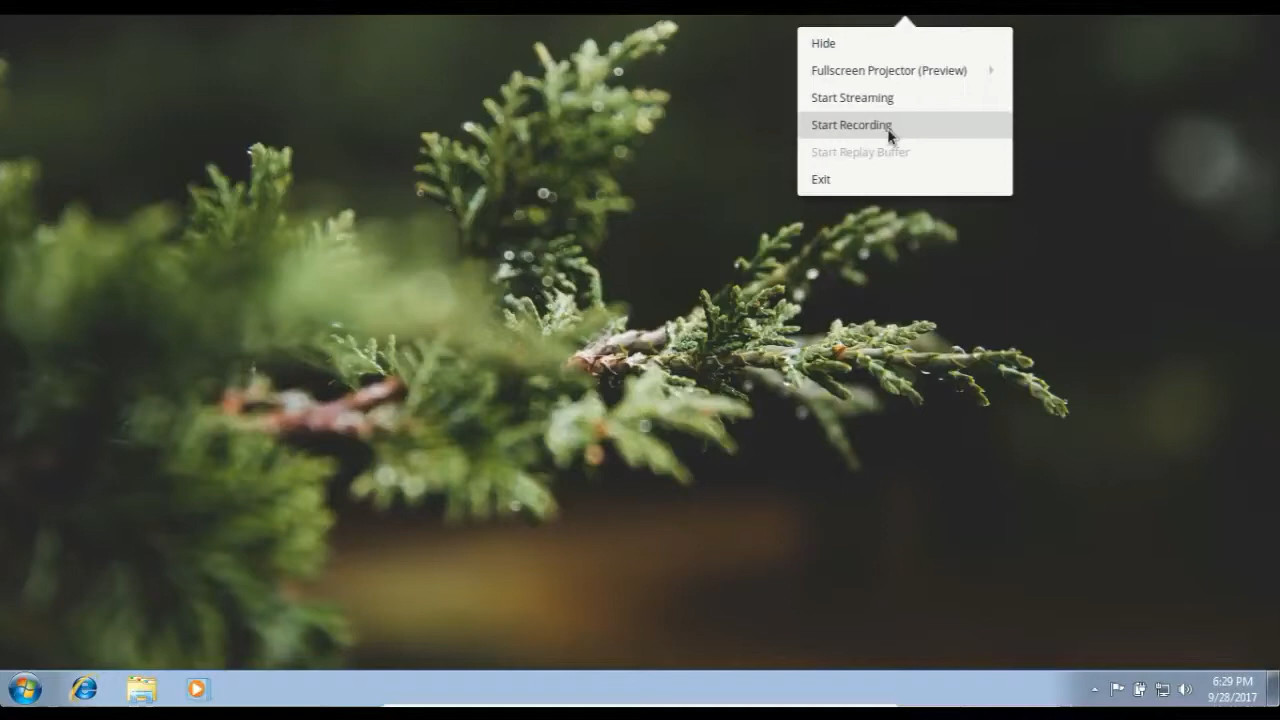 Hide
Fullscreen Projector (Preview)
Start Streaming
Start Recording
Start Replay Buffer
Exit
6:29 PM
9/28/2017